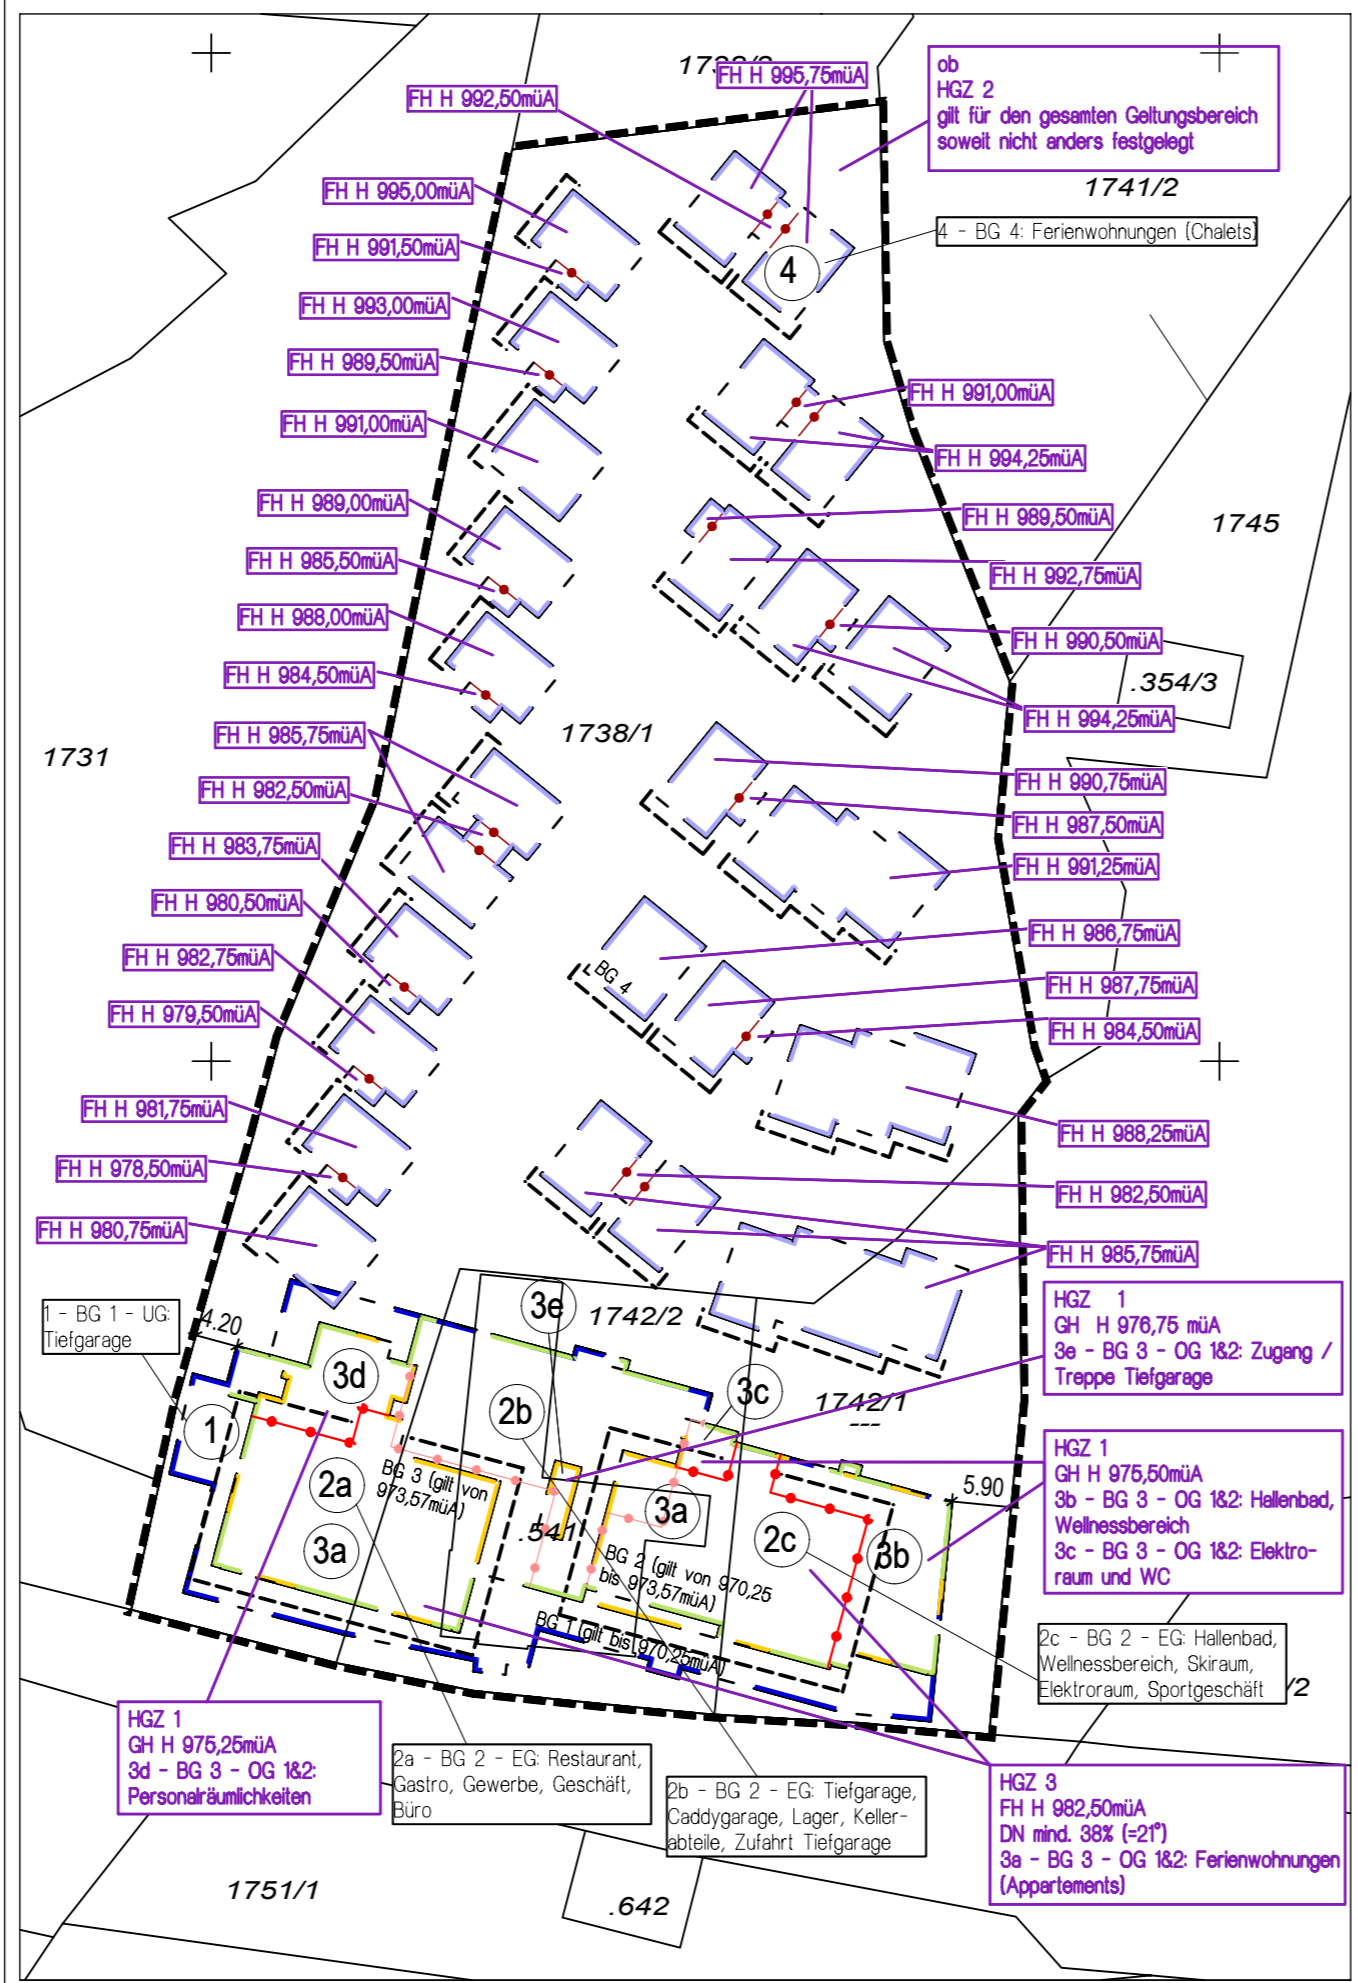 1738/2
FH H 995,75müA
FH H 992,50müA
ob
HGZ 2
gilt für den gesamten Geltungsbereich
soweit nicht anders festgelegt
1741/2
FH H 995,00müA
4 - BG 4: Ferienwohnungen (Chalets)
FH H 991,50müA
4
FH H 993,00müA
FH H 989,50müA
FH H 991,00müA
FH H 991,00müA
FH H 994,25müA
FH H 989,00müA
FH H 989,50müA
1745
FH H 985,50müA
FH H 992,75müA
FH H 988,00müA
FH H 990,50müA
FH H 984,50müA
.354/3
FH H 994,25müA
1731
FH H 985,75müA
1738/1
FH H 990,75müA
FH H 982,50müA
FH H 987,50müA
FH H 983,75müA
FH H 991,25müA
FH H 980,50müA
FH H 986,75müA
FH H 982,75müA
BG 4
FH H 987,75müA
FH H 979,50müA
FH H 984,50müA
FH H 981,75müA
FH H 988,25müA
FH H 978,50müA
FH H 982,50müA
FH H 980,75müA
FH H 985,75müA
1 - BG 1 - UG:
Tiefgarage
4.20
3e
1742/2
HGZ 1
GH H 976,75 müA
3e - BG 3 - OG 1&2: Zugang /
Treppe Tiefgarage
3d
3c
1742/1
2b
1
BG 3 (gilt von
973,57müA)
2a
3a
.541
3a
2c
3b
5.90
HGZ 1
GH H 975,50müA
3b - BG 3 - OG 1&2: Hallenbad,
Wellnessbereich
3c - BG 3 - OG 1&2: Elektro-
raum und WC
BG 2 (gilt von 970,25
bis 973,57müA)
BG 1 (gilt bis 970,25müA)
2c - BG 2 - EG: Hallenbad,
Wellnessbereich, Skiraum,
Elektroraum, Sportgeschäft
/2
HGZ 1
GH H 975,25müA
3d - BG 3 - OG 1&2:
Personalräumlichkeiten
2a - BG 2 - EG: Restaurant,
Gastro, Gewerbe, Geschäft,
Büro
2b - BG 2 - EG: Tiefgarage,
Caddygarage, Lager, Keller-
abteile, Zufahrt Tiefgarage
HGZ 3
FH H 982,50müA
DN mind. 38% (=21°)
3a - BG 3 - OG 1&2: Ferienwohnungen
(Appartements)
1751/1
.642